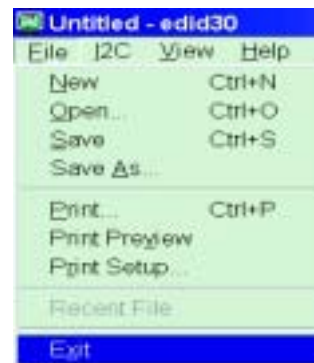 Untitled - edid30
File I2C View Help
New Ctrl+N
Open... Ctrl+O
Save Ctrl+S
Save As...
Print... Ctrl+P
Print Preview
Print Setup...
Recent File
Exit